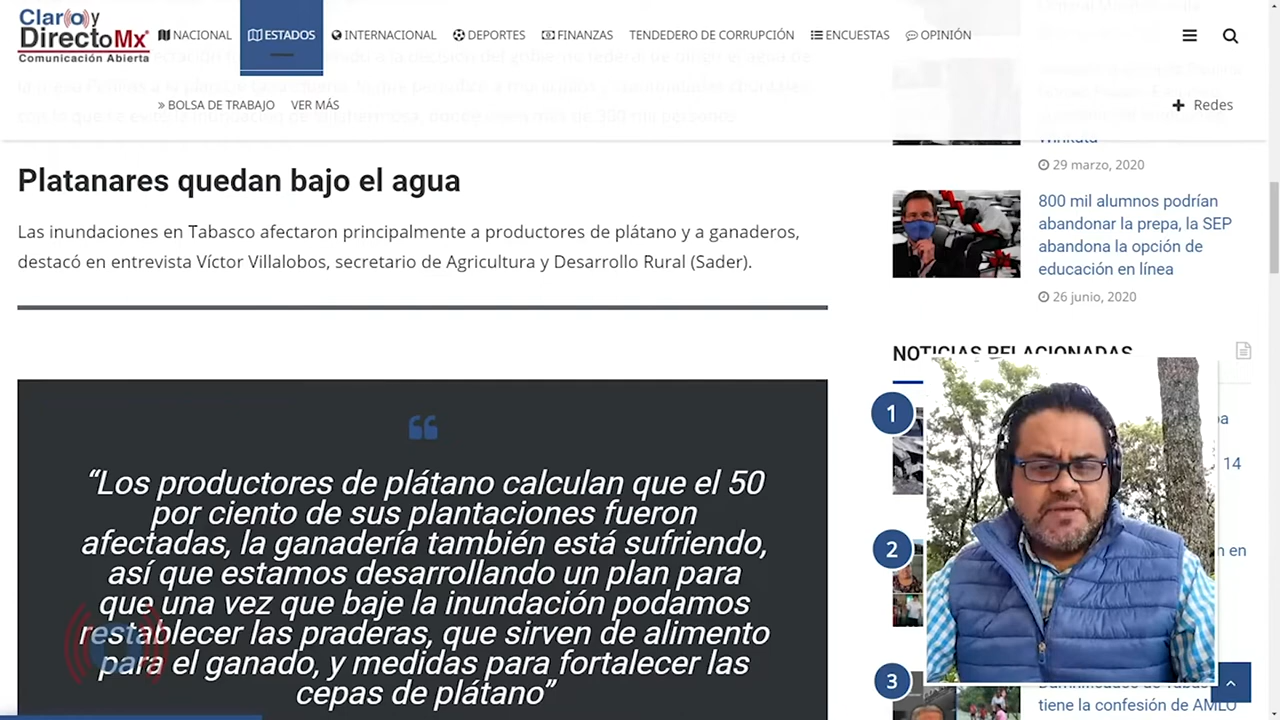 Claro y
DirectoMx
Comunicación Abierta
NACIONAL
ESTADOS
INTERNACIONAL
DEPORTES
FINANZAS
TENDEDERO DE CORRUPCIÓN
ENCUESTAS
OPINIÓN
» BOLSA DE TRABAJO
VER MÁS
+ Redes
Platanares quedan bajo el agua
Las inundaciones en Tabasco afectaron principalmente a productores de plátano y a ganaderos,
destacó en entrevista Víctor Villalobos, secretario de Agricultura y Desarrollo Rural (Sader).
“Los productores de plátano calculan que el 50
por ciento de sus plantaciones fueron
afectadas, la ganadería también está sufriendo,
así que estamos desarrollando un plan para
que una vez que baje la inundación podamos
restablecer las praderas, que sirven de alimento
para el ganado, y medidas para fortalecer las
cepas de plátano”
29 marzo, 2020
800 mil alumnos podrían
abandonar la prepa, la SEP
abandona la opción de
educación en línea
26 junio, 2020
NOTICIAS RELACIONADAS
1
14
2
n en
3
tiene la confesión de AMLO